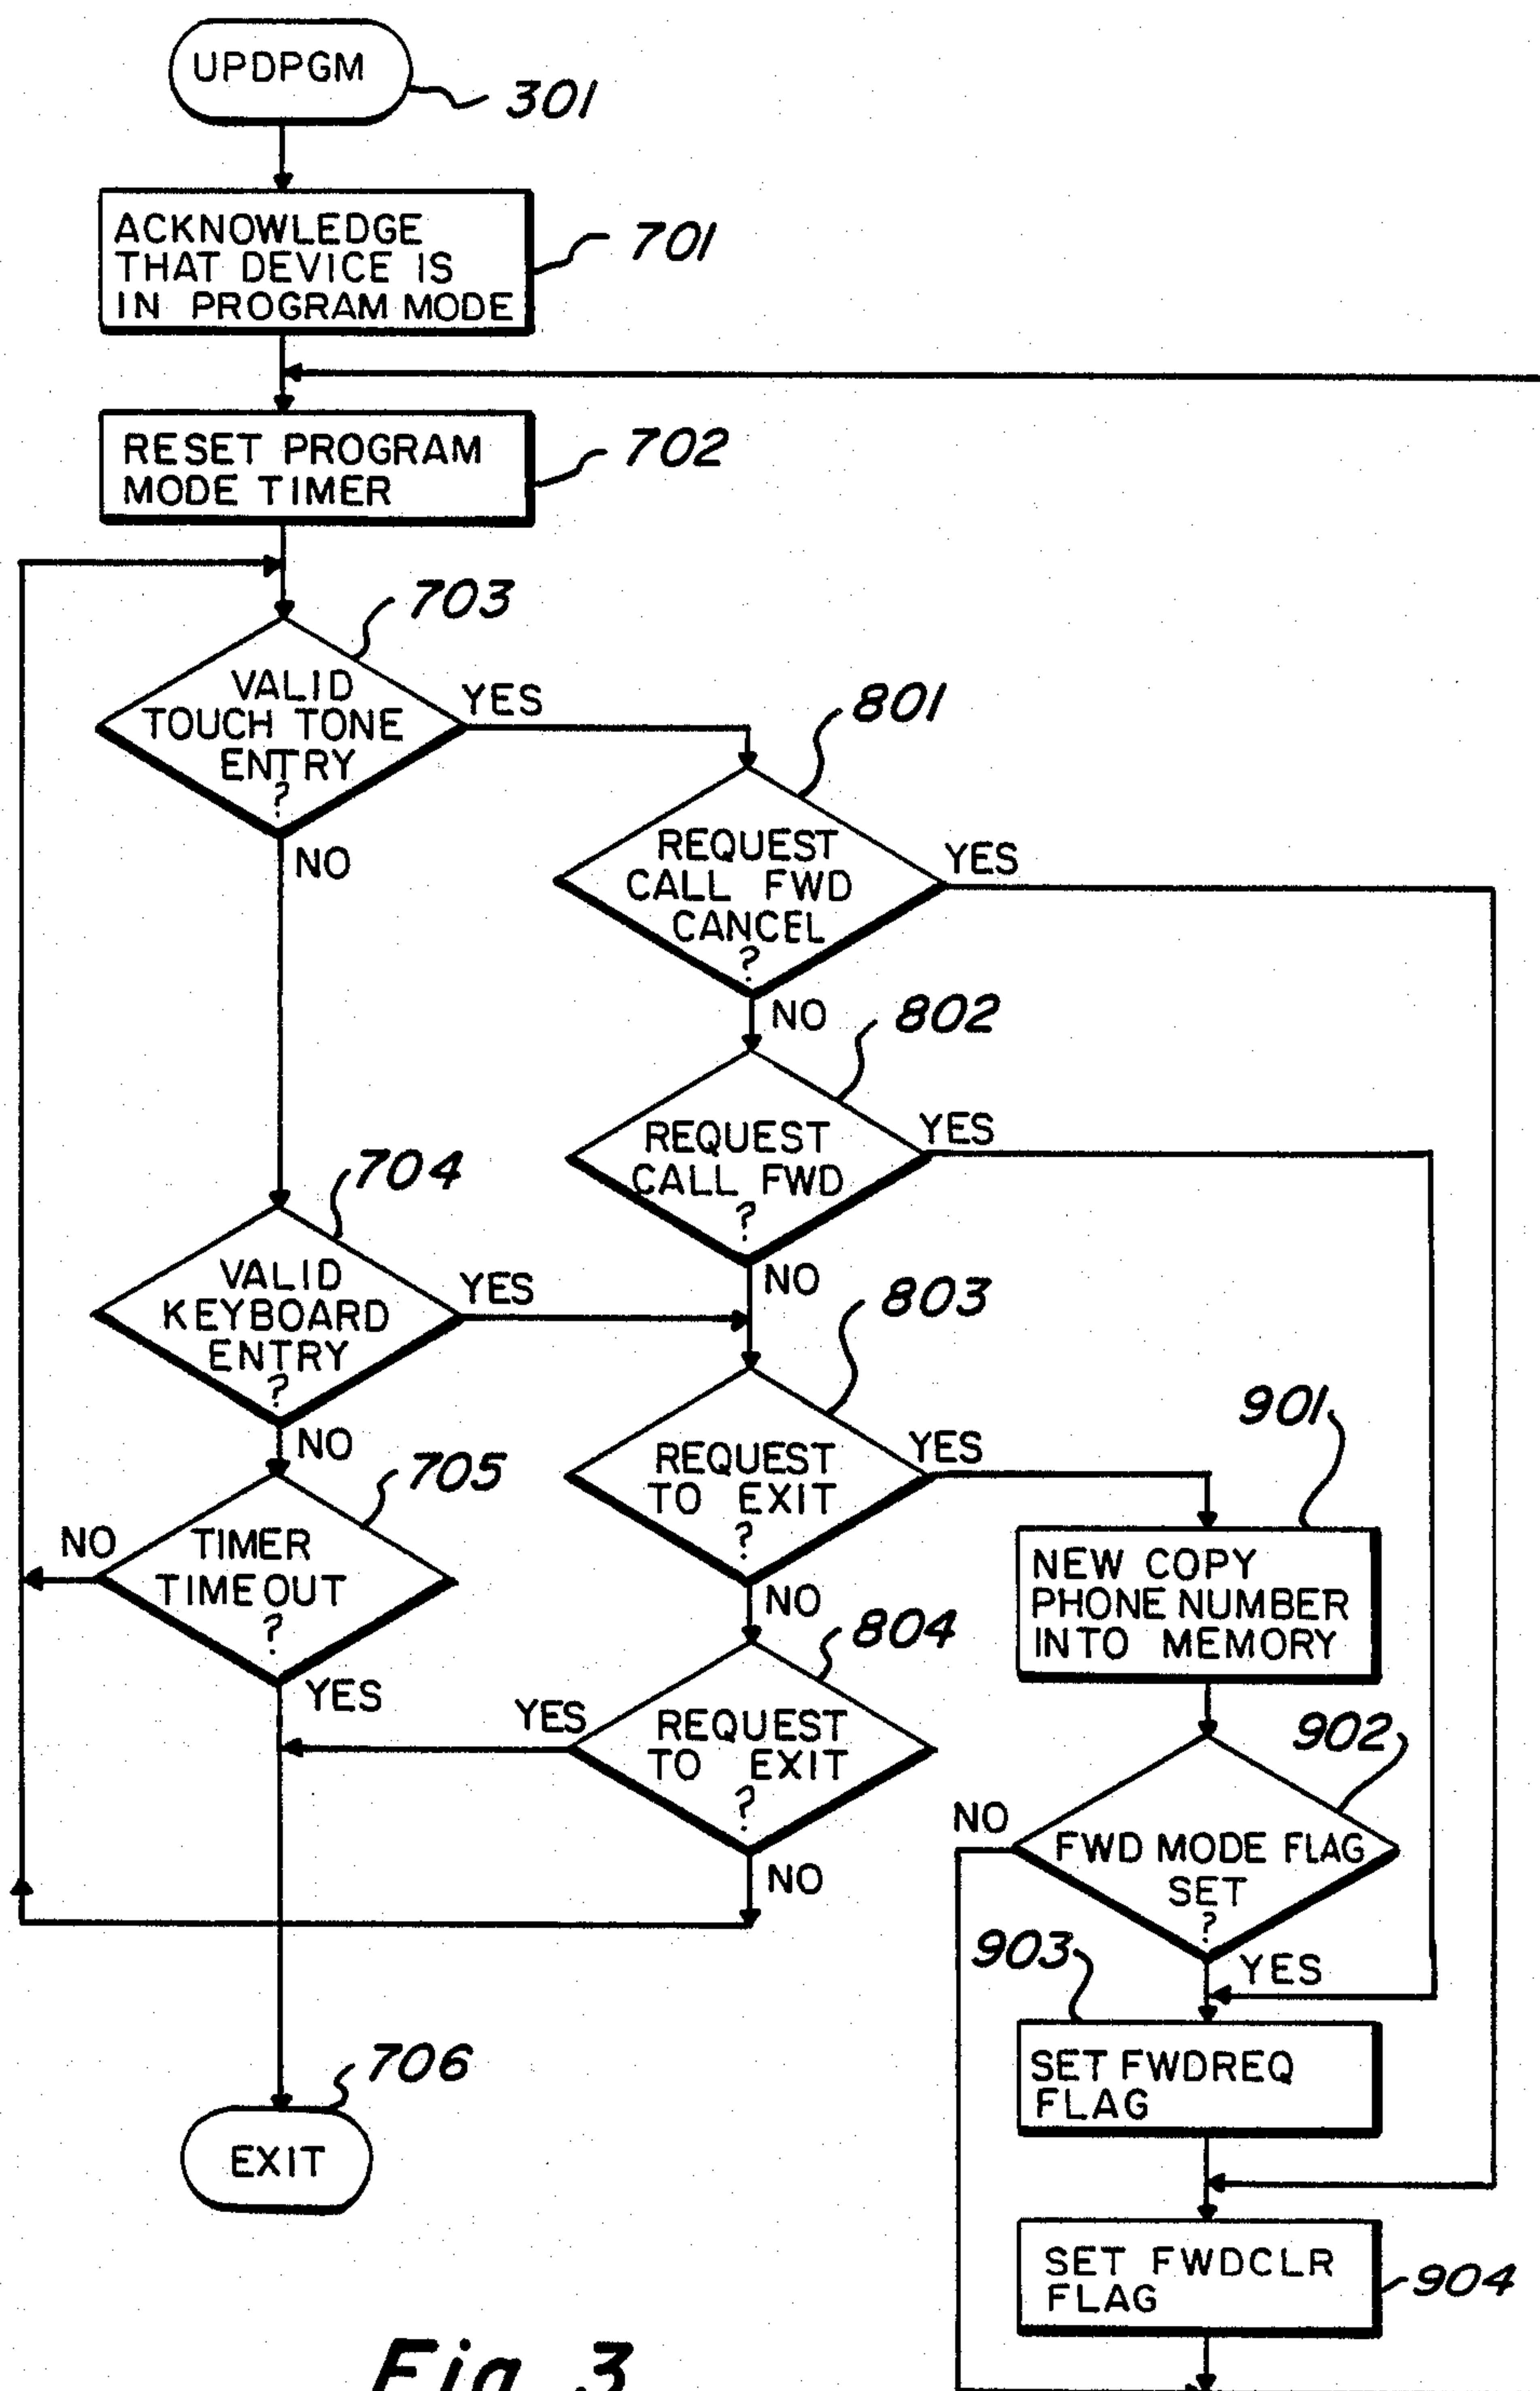 UPDPGM
301
ACKNOWLEDGE
THAT DEVICE IS
IN PROGRAM MODE
701
RESET PROGRAM
MODE TIMER
702
703
VALID
TOUCH TONE
ENTRY
?
YES
NO
801
REQUEST
CALL FWD
CANCEL
?
YES
NO
802
REQUEST
CALL FWD
?
YES
NO
704
VALID
KEYBOARD
ENTRY
?
YES
NO
803
REQUEST
TO EXIT
?
YES
NO
901
NEW COPY
PHONE NUMBER
INTO MEMORY
705
TIMER
TIMEOUT
?
NO
YES
804
REQUEST
TO EXIT
?
YES
NO
902
FWD MODE FLAG
SET
?
NO
YES
903
SET FWDREQ
FLAG
706
EXIT
SET FWDCLR
FLAG
904
Fig. 3